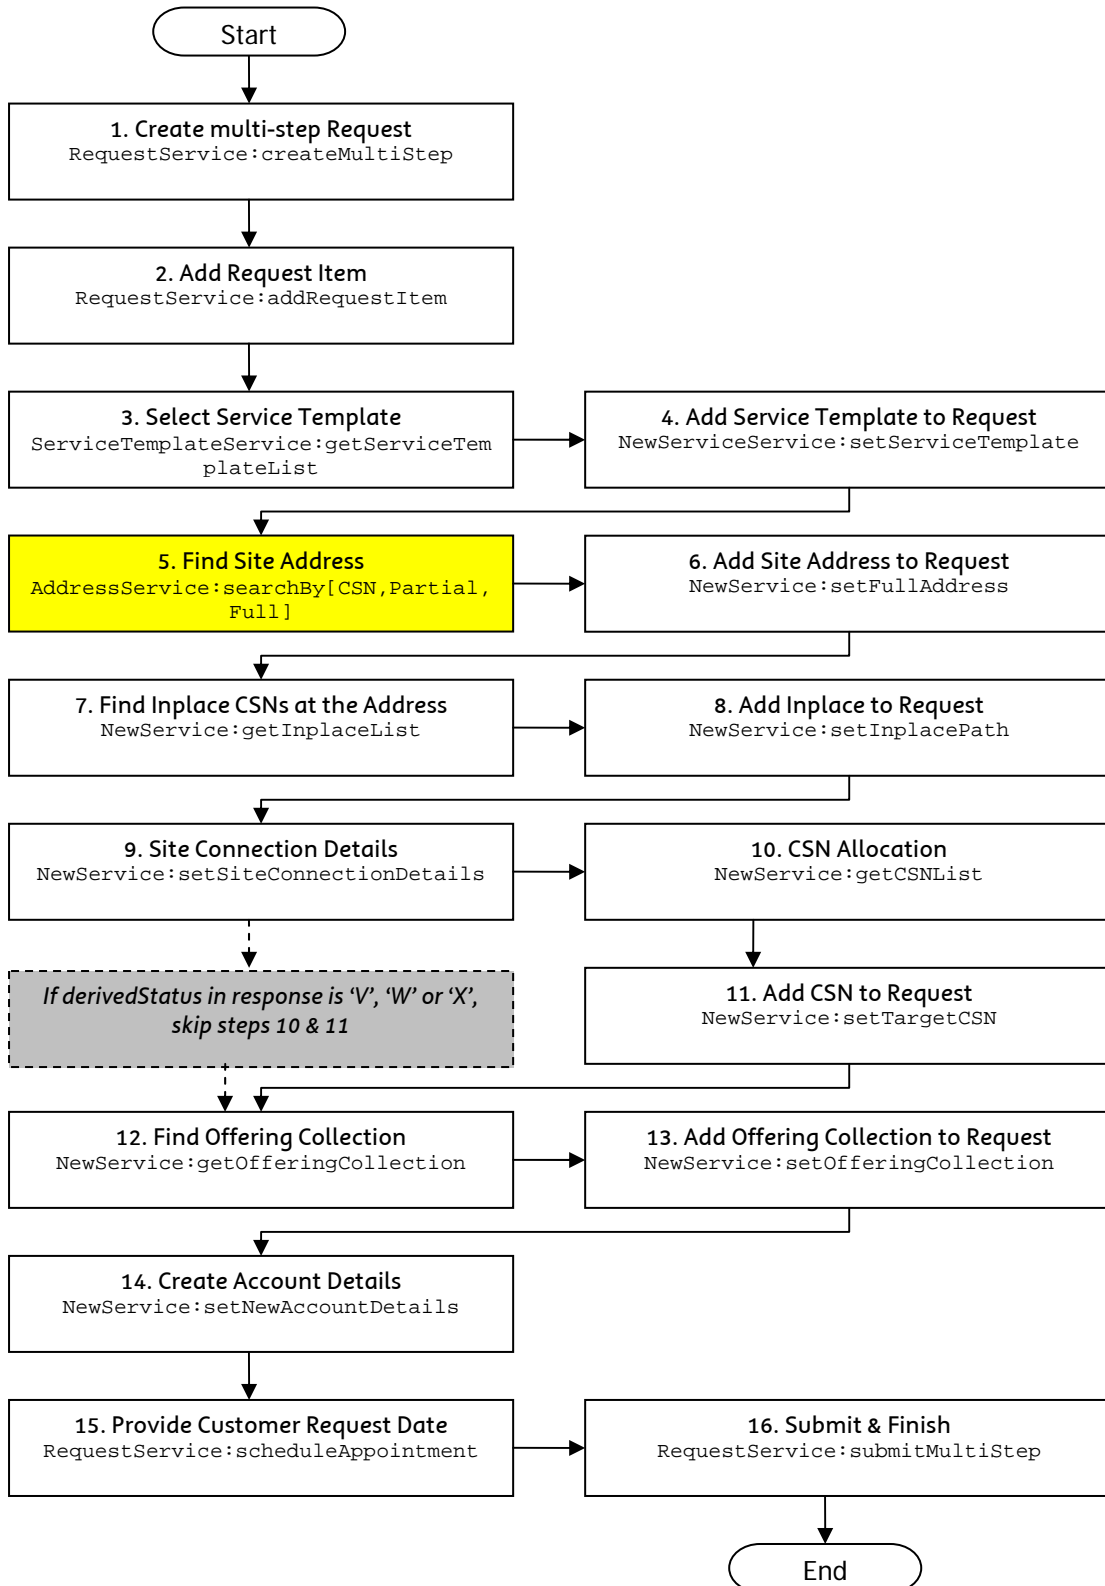 Start
1. Create multi-step Request
RequestService:createMultiStep
2. Add Request Item
RequestService:addRequestItem
3. Select Service Template
ServiceTemplateService:getServiceTem
plateList
4. Add Service Template to Request
NewServiceService:setServiceTemplate
5. Find Site Address
AddressService:searchBy[CSN,Partial,
Full]
6. Add Site Address to Request
NewService:setFullAddress
7. Find Inplace CSNs at the Address
NewService:getInplaceList
8. Add Inplace to Request
NewService:setInplacePath
9. Site Connection Details
NewService:setSiteConnectionDetails
10. CSN Allocation
NewService:getCSNList
If derivedStatus in response is ‘V’, ‘W’ or ‘X’,
skip steps 10 & 11
11. Add CSN to Request
NewService:setTargetCSN
12. Find Offering Collection
NewService:getOfferingCollection
13. Add Offering Collection to Request
NewService:setOfferingCollection
14. Create Account Details
NewService:setNewAccountDetails
15. Provide Customer Request Date
RequestService:scheduleAppointment
16. Submit & Finish
RequestService:submitMultiStep
End